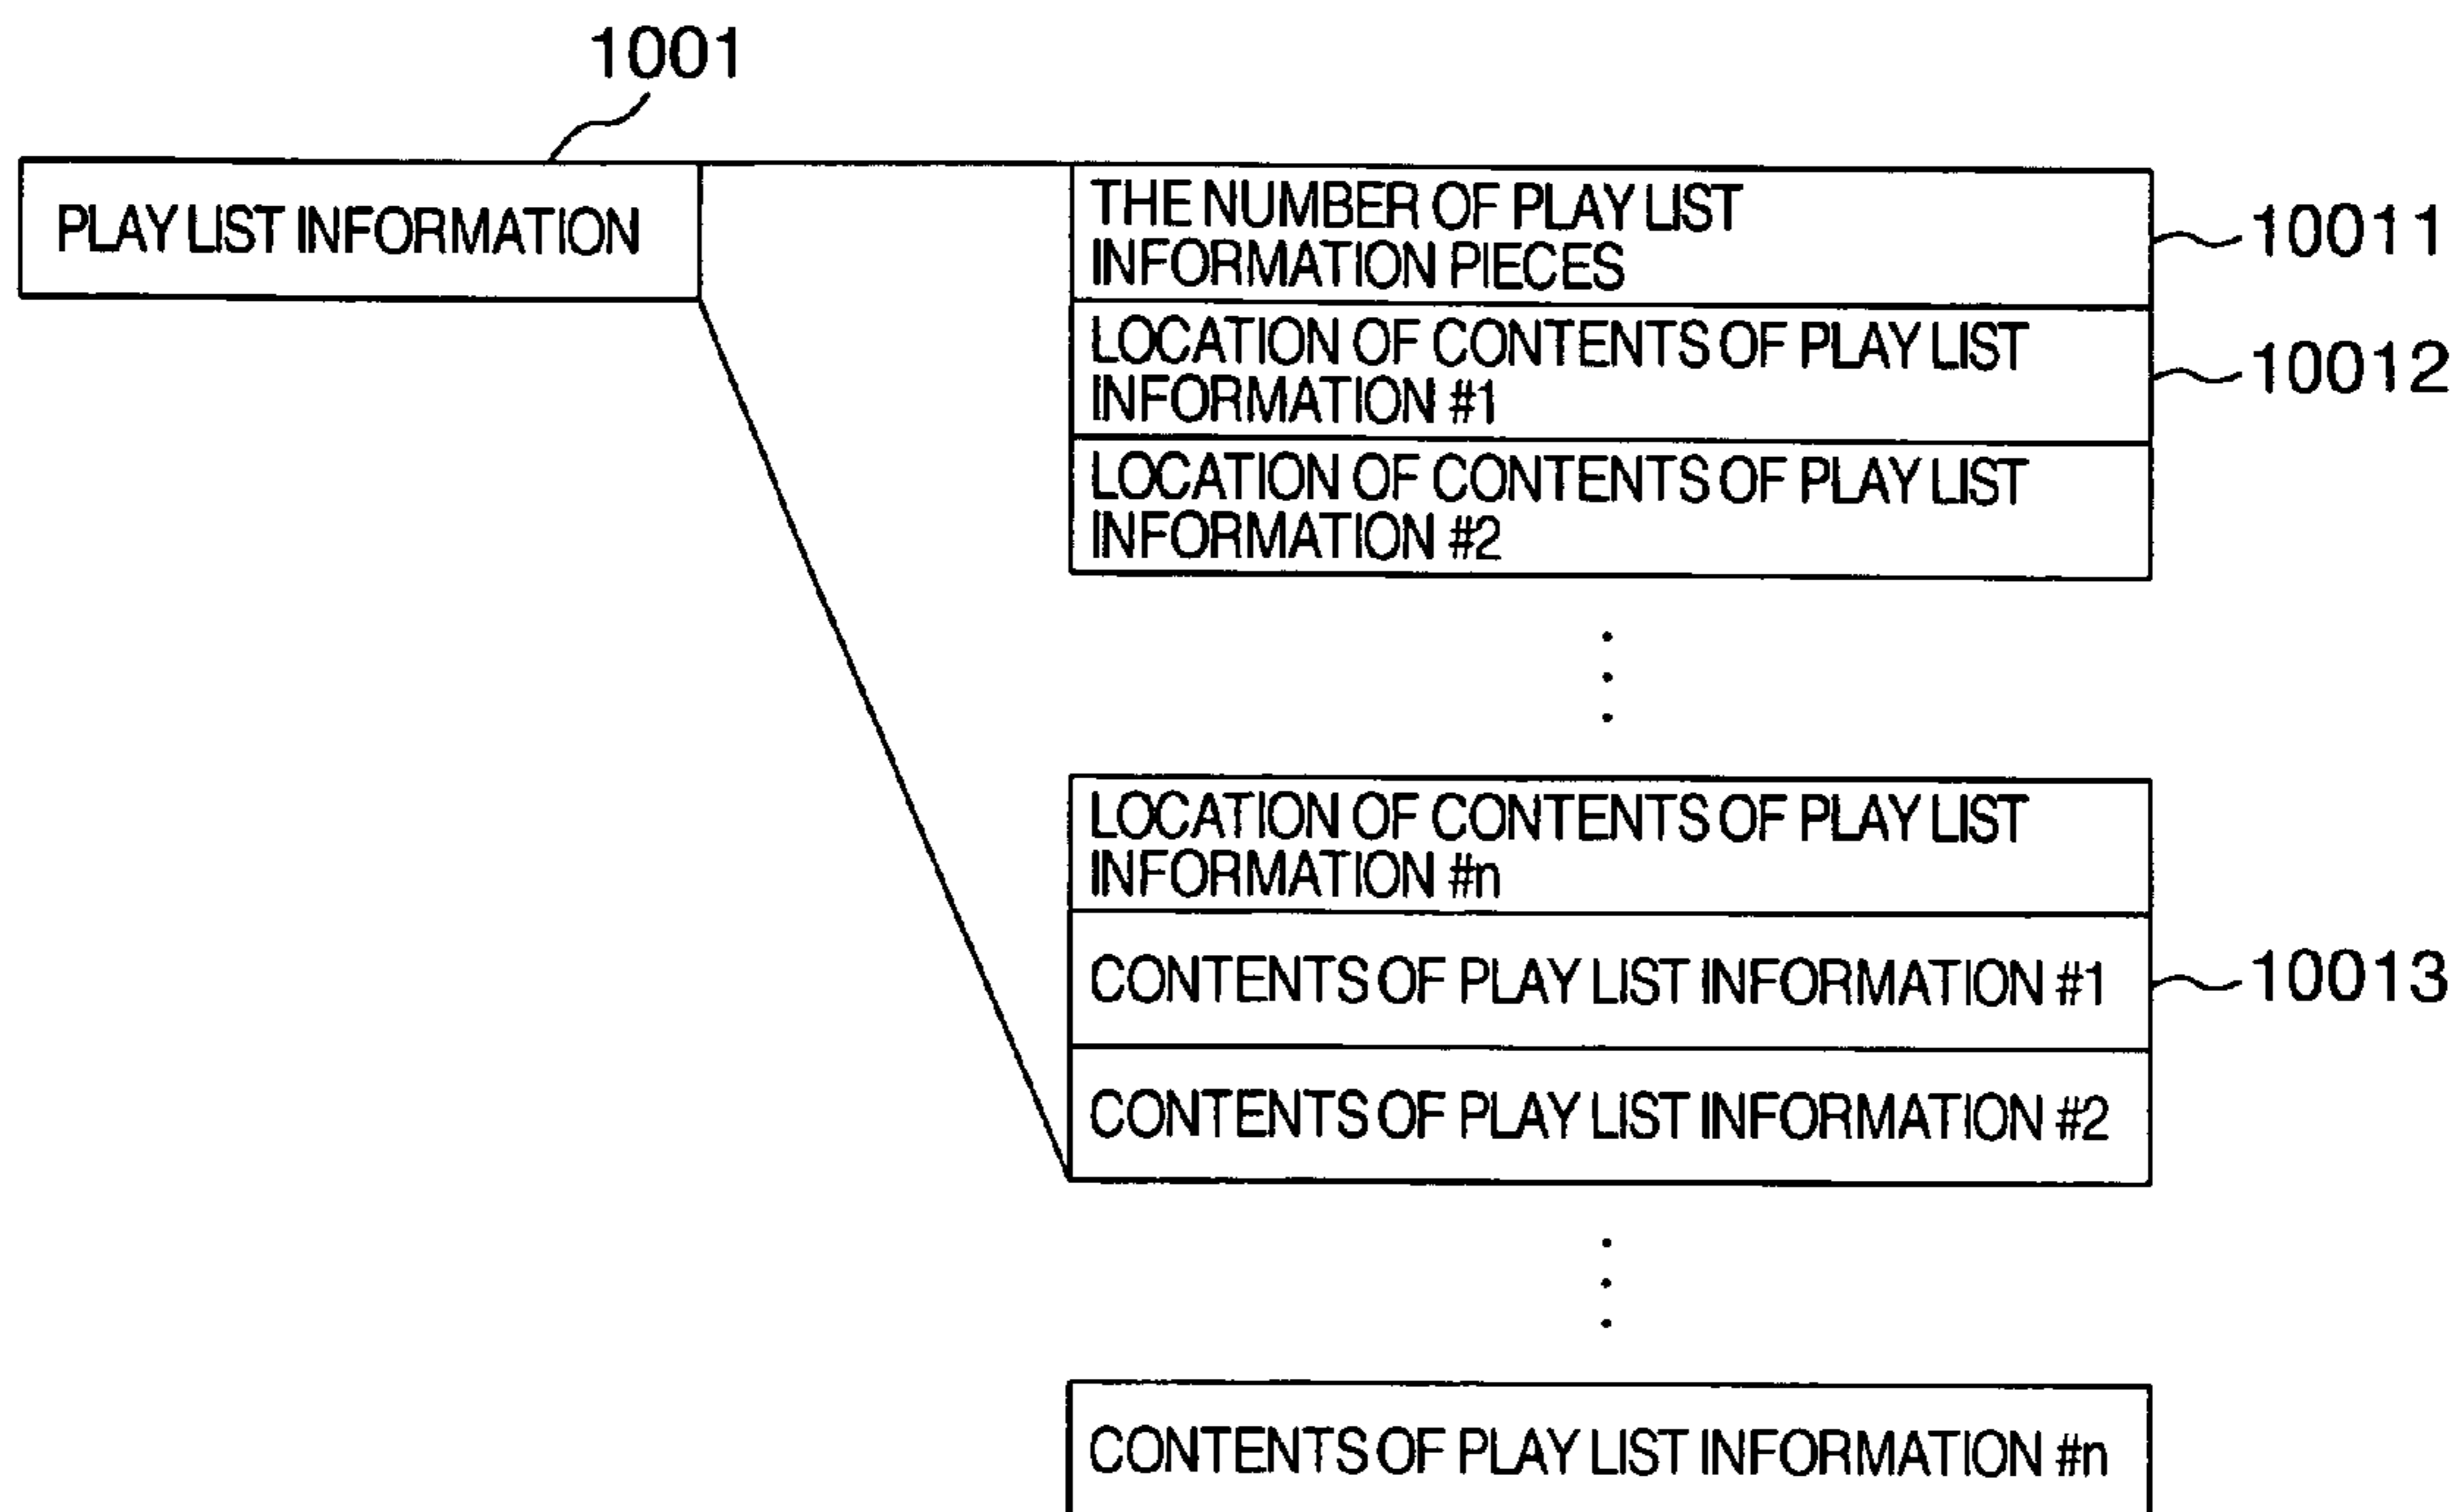 1001
PLAY LIST INFORMATION
THE NUMBER OF PLAY LIST
INFORMATION PIECES
10011
LOCATION OF CONTENTS OF PLAY LIST
INFORMATION #1
10012
LOCATION OF CONTENTS OF PLAY LIST
INFORMATION #2
LOCATION OF CONTENTS OF PLAY LIST
INFORMATION #n
CONTENTS OF PLAY LIST INFORMATION #1
10013
CONTENTS OF PLAY LIST INFORMATION #2
CONTENTS OF PLAY LIST INFORMATION #n